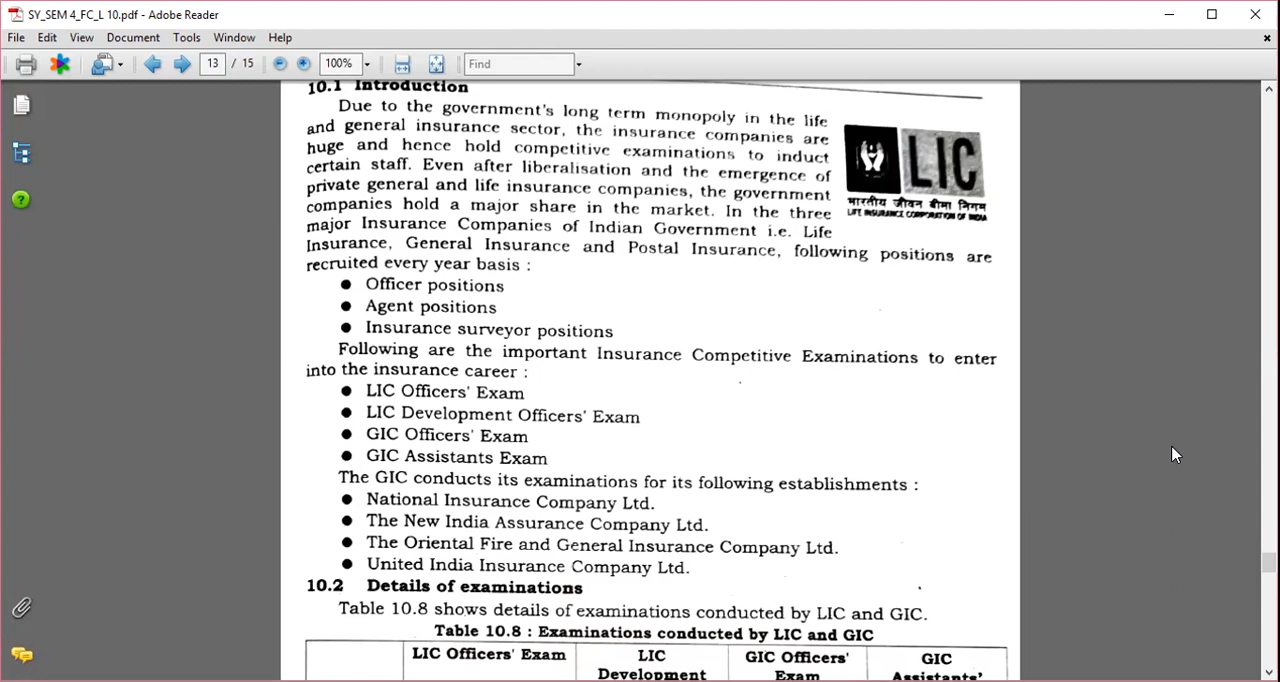 SY_SEM 4_FC_L 10.pdf - Adobe Reader
File Edit View Document Tools Window Help
13 / 15 100% Find
10.1 Introduction
Due to the government's long term monopoly in the life
and general insurance sector, the insurance companies are
huge and hence hold competitive examinations to induct
certain staff. Even after liberalisation and the emergence of
private general and life insurance companies, the government
companies hold a major share in the market. In the three
major Insurance Companies of Indian Government i.e. Life
Insurance, General Insurance and Postal Insurance, following positions are
recruited every year basis :
LIC
भारतीय जीवन बीमा निगम
LIFE INSURANCE CORPORATION OF INDIA
● Officer positions
● Agent positions
● Insurance surveyor positions
Following are the important Insurance Competitive Examinations to enter
into the insurance career :
● LIC Officers' Exam
● LIC Development Officers' Exam
● GIC Officers' Exam
● GIC Assistants Exam
The GIC conducts its examinations for its following establishments :
● National Insurance Company Ltd.
● The New India Assurance Company Ltd.
● The Oriental Fire and General Insurance Company Ltd.
● United India Insurance Company Ltd.
10.2 Details of examinations
Table 10.8 shows details of examinations conducted by LIC and GIC.
Table 10.8 : Examinations conducted by LIC and GIC
LIC Officers' Exam LIC GIC Officers' GIC
Development Exam Assistants'